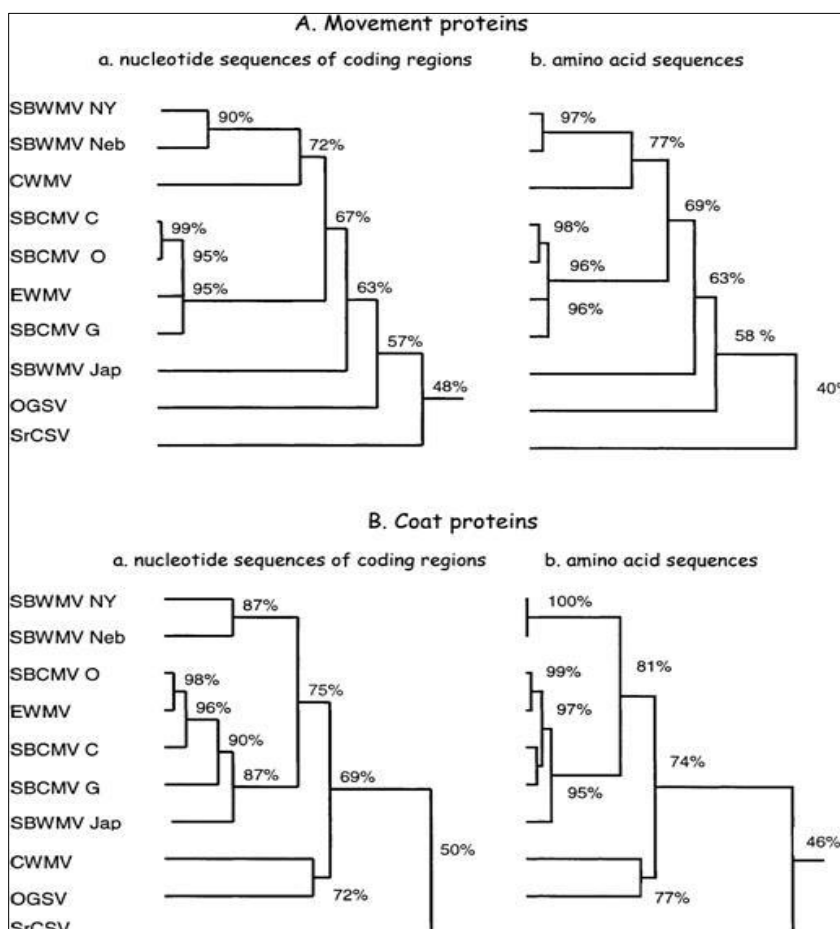 A. Movement proteins
a. nucleotide sequences of coding regions b. amino acid sequences
SBWMV NY 90% 97%
SBWMV Neb 72% 77%
CWMV
SBCMV C 99% 67% 98% 69%
SBCMV O 95% 96%
EWMV 95% 63% 96% 63%
SBCMV G 57% 58 %
SBWMV Jap 48% 40%
OGSV
SrCSV
B. Coat proteins
a. nucleotide sequences of coding regions b. amino acid sequences
SBWMV NY 87% 100%
SBWMV Neb
SBCMV O 98% 75% 99% 81%
EWMV 96% 97%
SBCMV C 90% 74%
SBCMV G 87% 69% 95%
SBWMV Jap
CWMV 50% 46%
OGSV 72% 77%
SrCSV